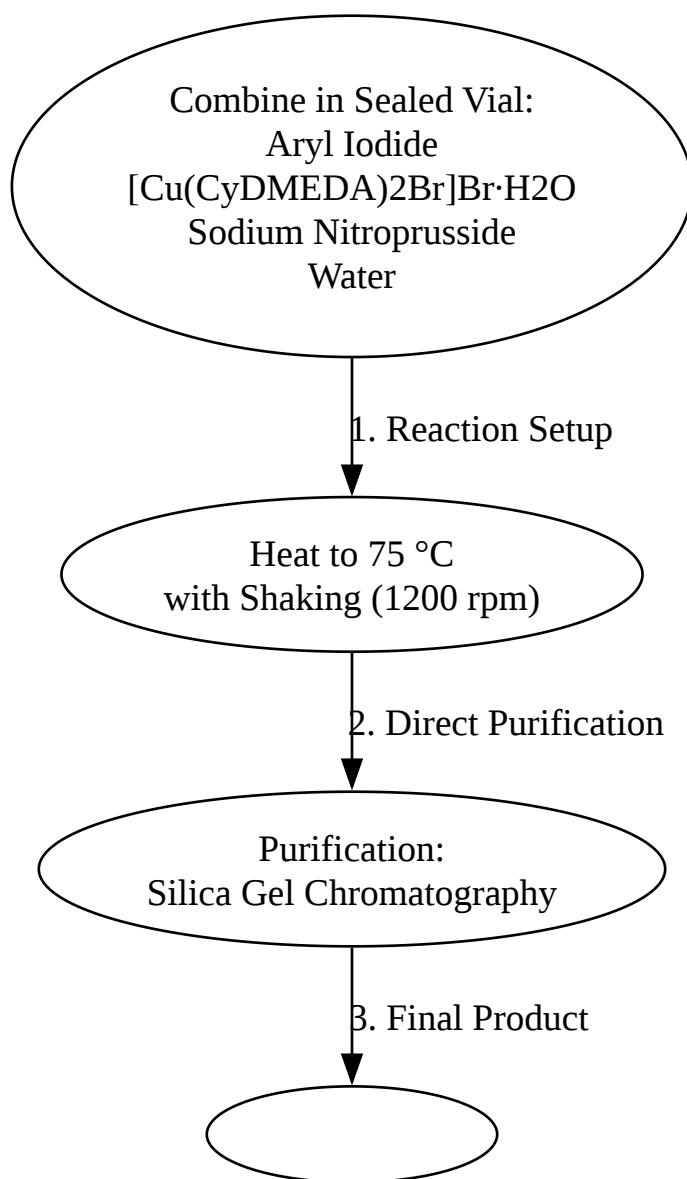 Combine in Sealed Vial:
Aryl Iodide
[Cu(CyDMEDA)2Br]Br·H2O
Sodium Nitroprusside
Water
1. Reaction Setup
Heat to 75 °C
with Shaking (1200 rpm)
2. Direct Purification
Purification:
Silica Gel Chromatography
3. Final Product